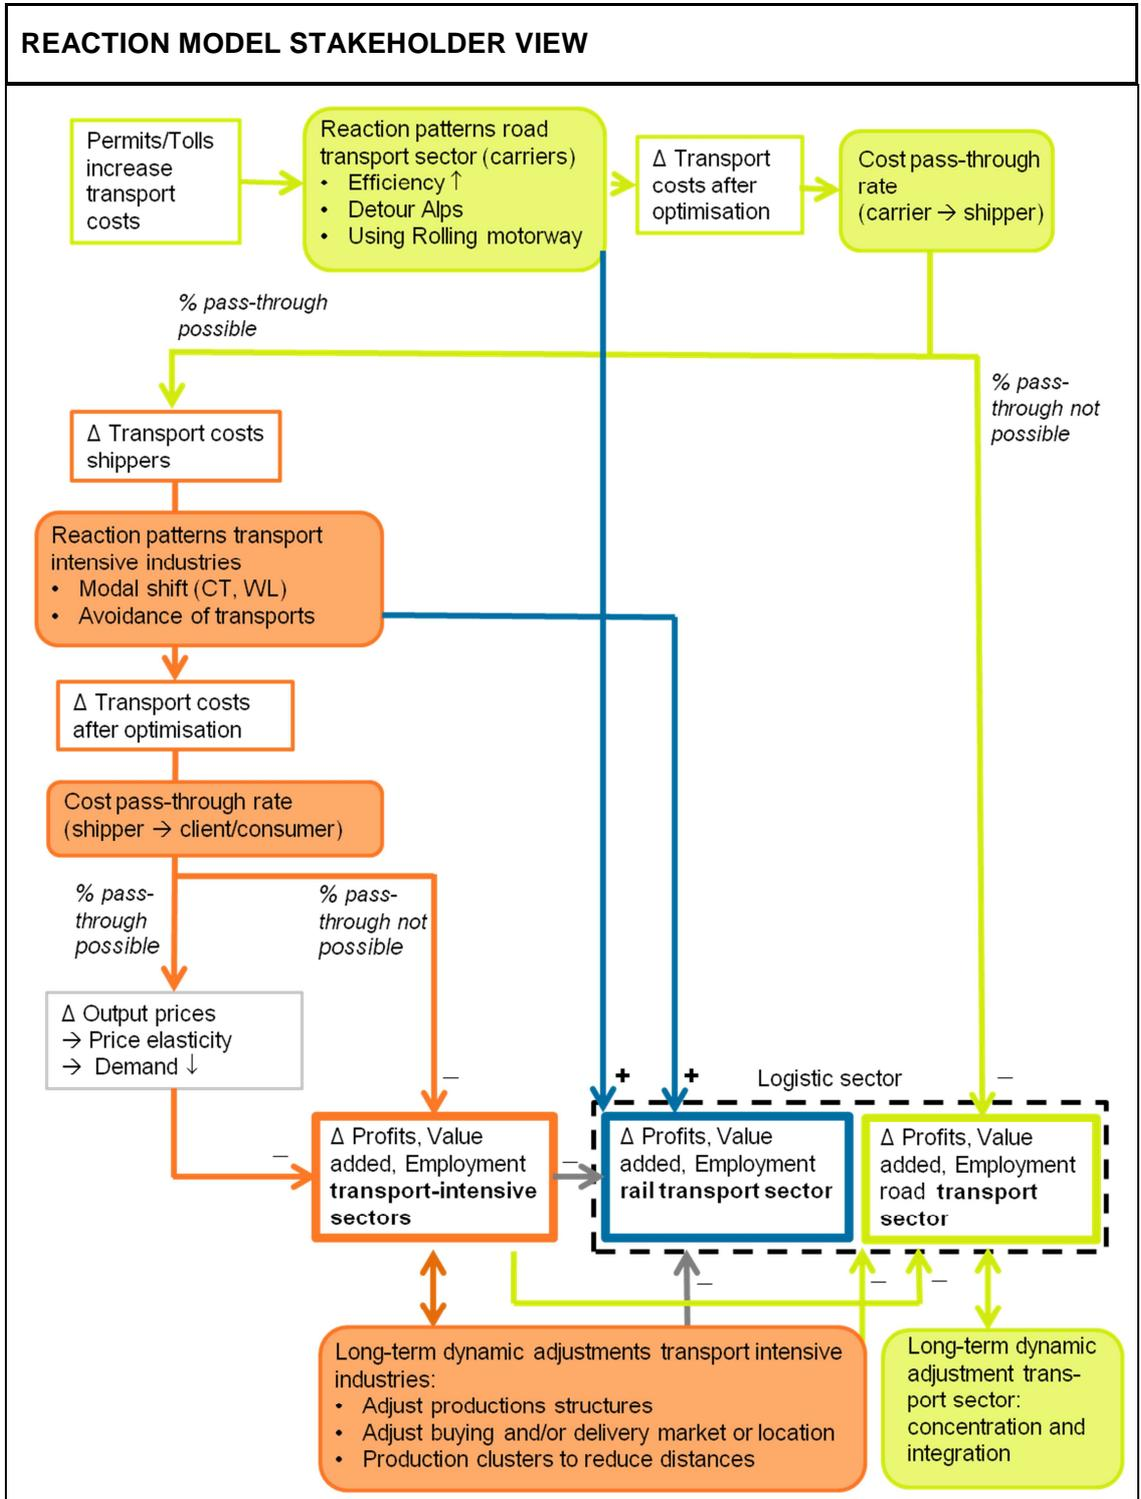 REACTION MODEL STAKEHOLDER VIEW
Permits/Tolls
increase
transport
costs
Reaction patterns road
transport sector (carriers)
• Efficiency ↑
• Detour Alps
• Using Rolling motorway
Δ Transport
costs after
optimisation
Cost pass-through
rate
(carrier → shipper)
% pass-through
possible
% pass-
through not
possible
Δ Transport costs
shippers
Reaction patterns transport
intensive industries
• Modal shift (CT, WL)
• Avoidance of transports
Δ Transport costs
after optimisation
Cost pass-through rate
(shipper → client/consumer)
% pass-
through
possible
% pass-
through not
possible
Δ Output prices
→ Price elasticity
→ Demand ↓
–
+
+
Logistic sector
–
–
Δ Profits, Value
added, Employment
transport-intensive
sectors
–
Δ Profits, Value
added, Employment
rail transport sector
Δ Profits, Value
added, Employment
road transport
sector
–
–
–
Long-term dynamic adjustments transport intensive
industries:
• Adjust productions structures
• Adjust buying and/or delivery market or location
• Production clusters to reduce distances
Long-term dynamic
adjustment trans-
port sector:
concentration and
integration